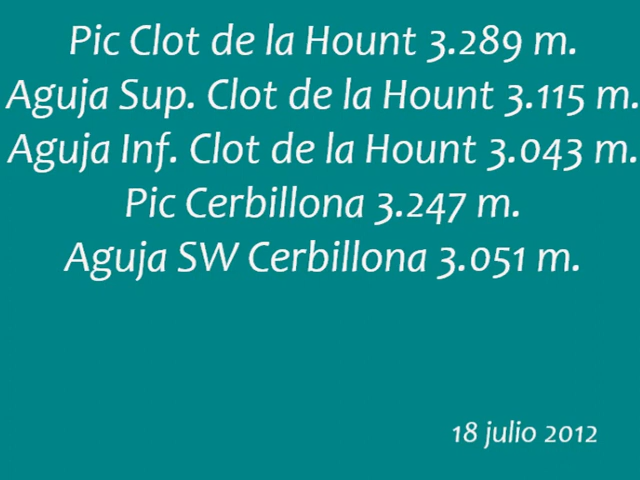 Pic Clot de la Hount 3.289 m.
Aguja Sup. Clot de la Hount 3.115 m.
Aguja Inf. Clot de la Hount 3.043 m.
Pic Cerbillona 3.247 m.
Aguja SW Cerbillona 3.051 m.
18 julio 2012